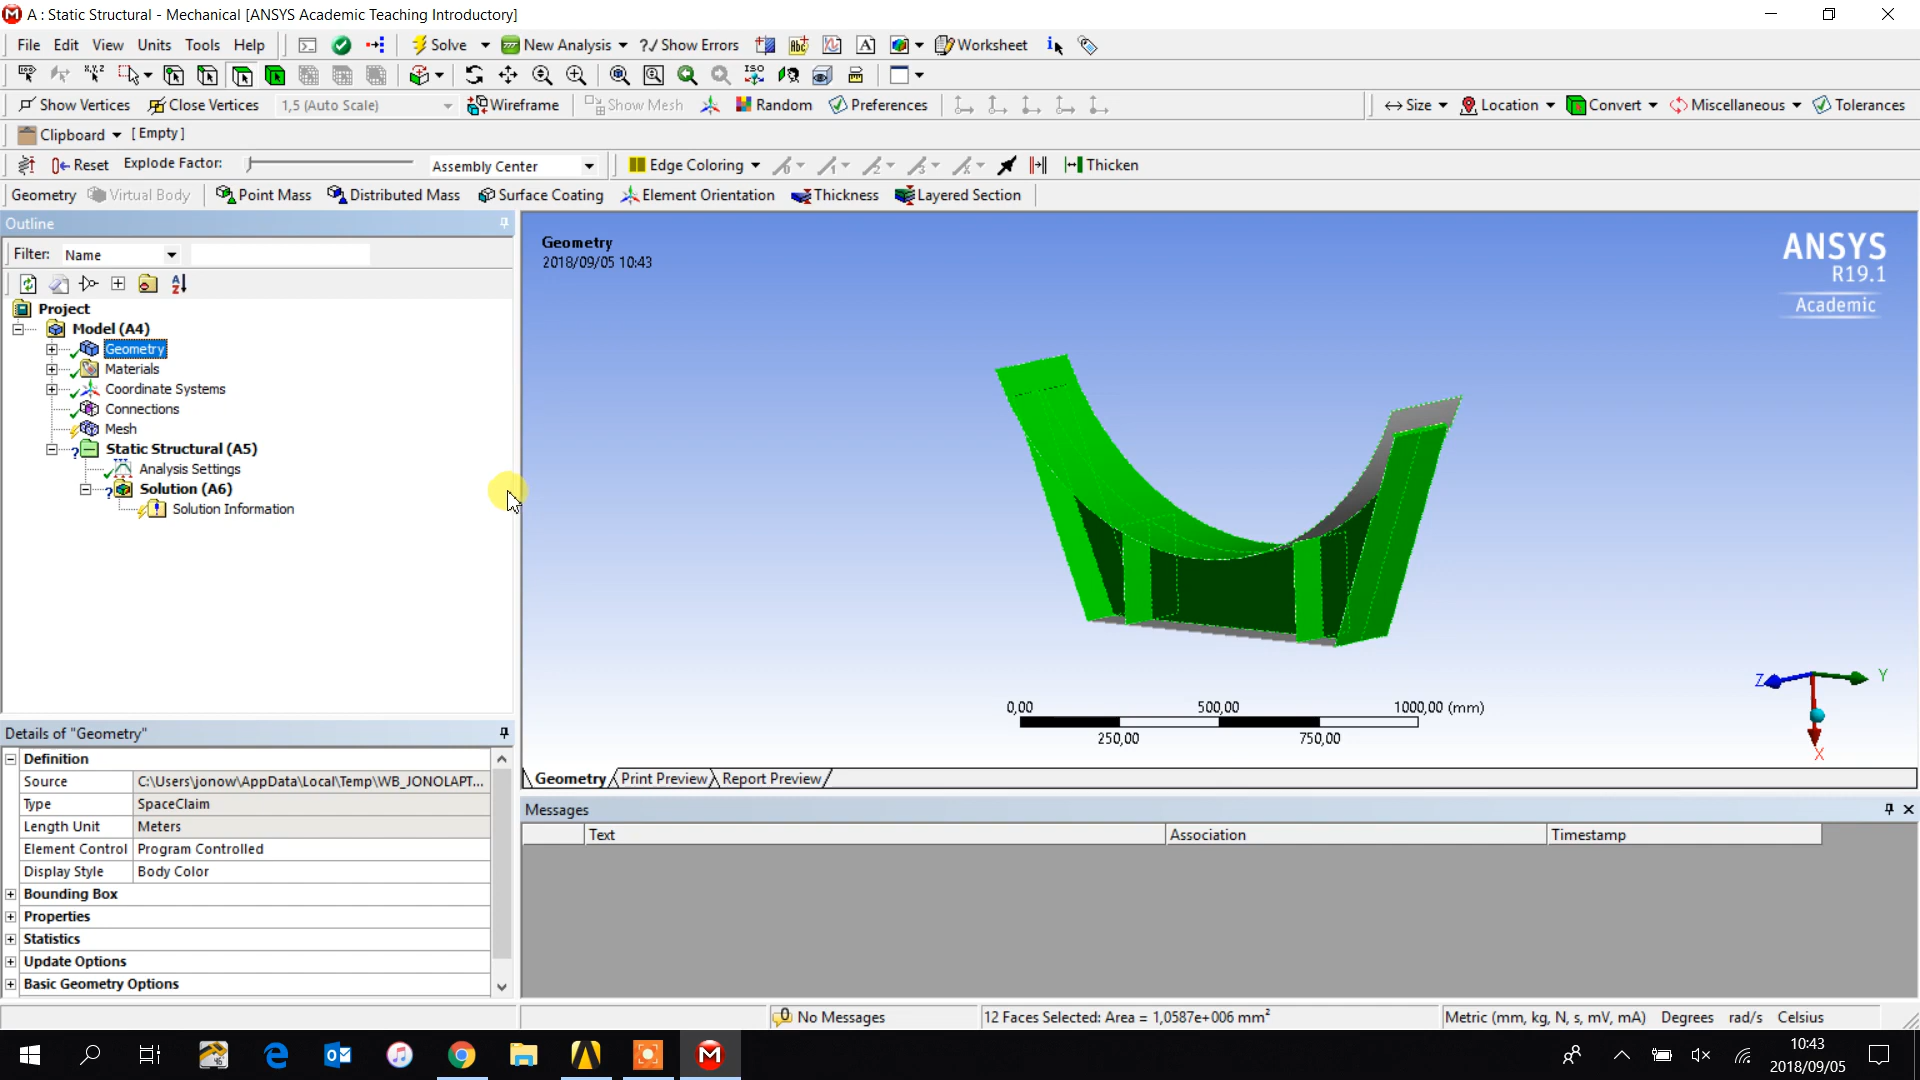 A : Static Structural - Mechanical [ANSYS Academic Teaching Introductory]
File Edit View Units Tools Help Solve New Analysis ?/ Show Errors Worksheet
Show Vertices Close Vertices 1,5 (Auto Scale) Wireframe Show Mesh Random Preferences Size Location Convert Miscellaneous Tolerances
Clipboard [ Empty ]
Reset Explode Factor: Assembly Center Edge Coloring Thicken
Geometry Virtual Body Point Mass Distributed Mass Surface Coating Element Orientation Thickness Layered Section
Outline
Filter: Name
Project
Model (A4)
Geometry
Materials
Coordinate Systems
Connections
Mesh
Static Structural (A5)
Analysis Settings
Solution (A6)
Solution Information
Geometry
2018/09/05 10:43
ANSYS
R19.1
Academic
Z
Y
X
0,00 500,00 1000,00 (mm)
250,00 750,00
Details of "Geometry"
Definition
Source C:\Users\jonow\AppData\Local\Temp\WB_JONOLAPT...
Type SpaceClaim
Length Unit Meters
Element Control Program Controlled
Display Style Body Color
Bounding Box
Properties
Statistics
Update Options
Basic Geometry Options
Geometry Print Preview Report Preview
Messages
Text Association Timestamp
No Messages 12 Faces Selected: Area = 1,0587e+006 mm² Metric (mm, kg, N, s, mV, mA) Degrees rad/s Celsius
10:43
2018/09/05